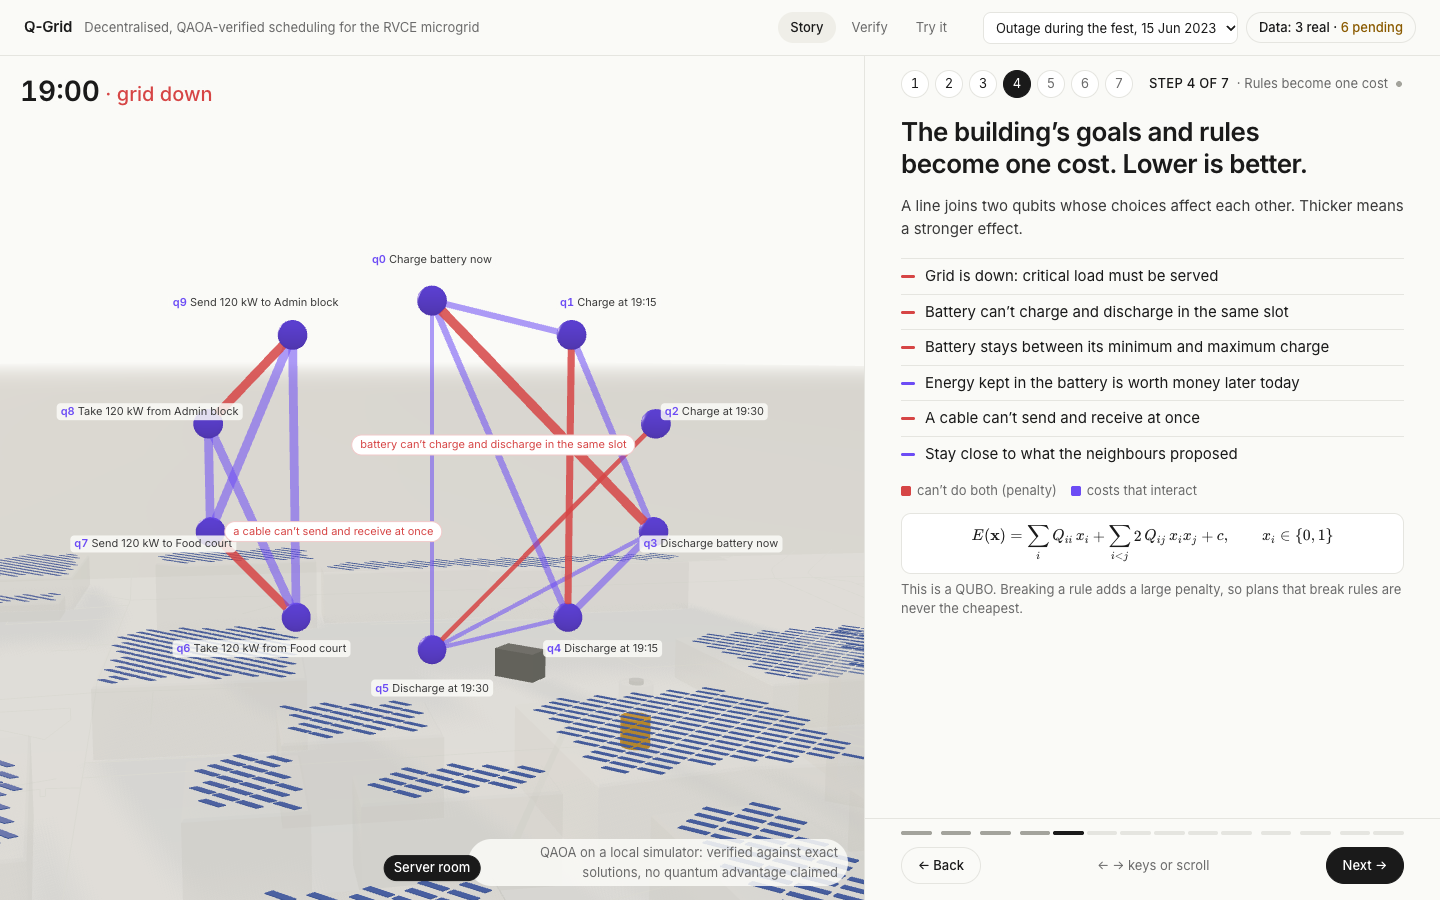 Q-Grid Decentralised, QAOA-verified scheduling for the RVCE microgrid
Story Verify Try it
Outage during the fest, 15 Jun 2023
Data: 3 real · 6 pending
19:00 · grid down
q0 Charge battery now
q9 Send 120 kW to Admin block
q1 Charge at 19:15
q8 Take 120 kW from Admin block
q2 Charge at 19:30
battery can’t charge and discharge in the same slot
a cable can’t send and receive at once
q7 Send 120 kW to Food court
q3 Discharge battery now
q6 Take 120 kW from Food court
q4 Discharge at 19:15
q5 Discharge at 19:30
Server room
QAOA on a local simulator: verified against exact
solutions, no quantum advantage claimed
1 2 3 4 5 6 7 STEP 4 OF 7 · Rules become one cost
The building’s goals and rules
become one cost. Lower is better.
A line joins two qubits whose choices affect each other. Thicker means
a stronger effect.
Grid is down: critical load must be served
Battery can’t charge and discharge in the same slot
Battery stays between its minimum and maximum charge
Energy kept in the battery is worth money later today
A cable can’t send and receive at once
Stay close to what the neighbours proposed
can’t do both (penalty) costs that interact
E(x) = ∑_i Q_ii x_i + ∑_{i<j} 2 Q_ij x_i x_j + c, x_i ∈ {0, 1}
This is a QUBO. Breaking a rule adds a large penalty, so plans that break rules are
never the cheapest.
← Back
← → keys or scroll
Next →